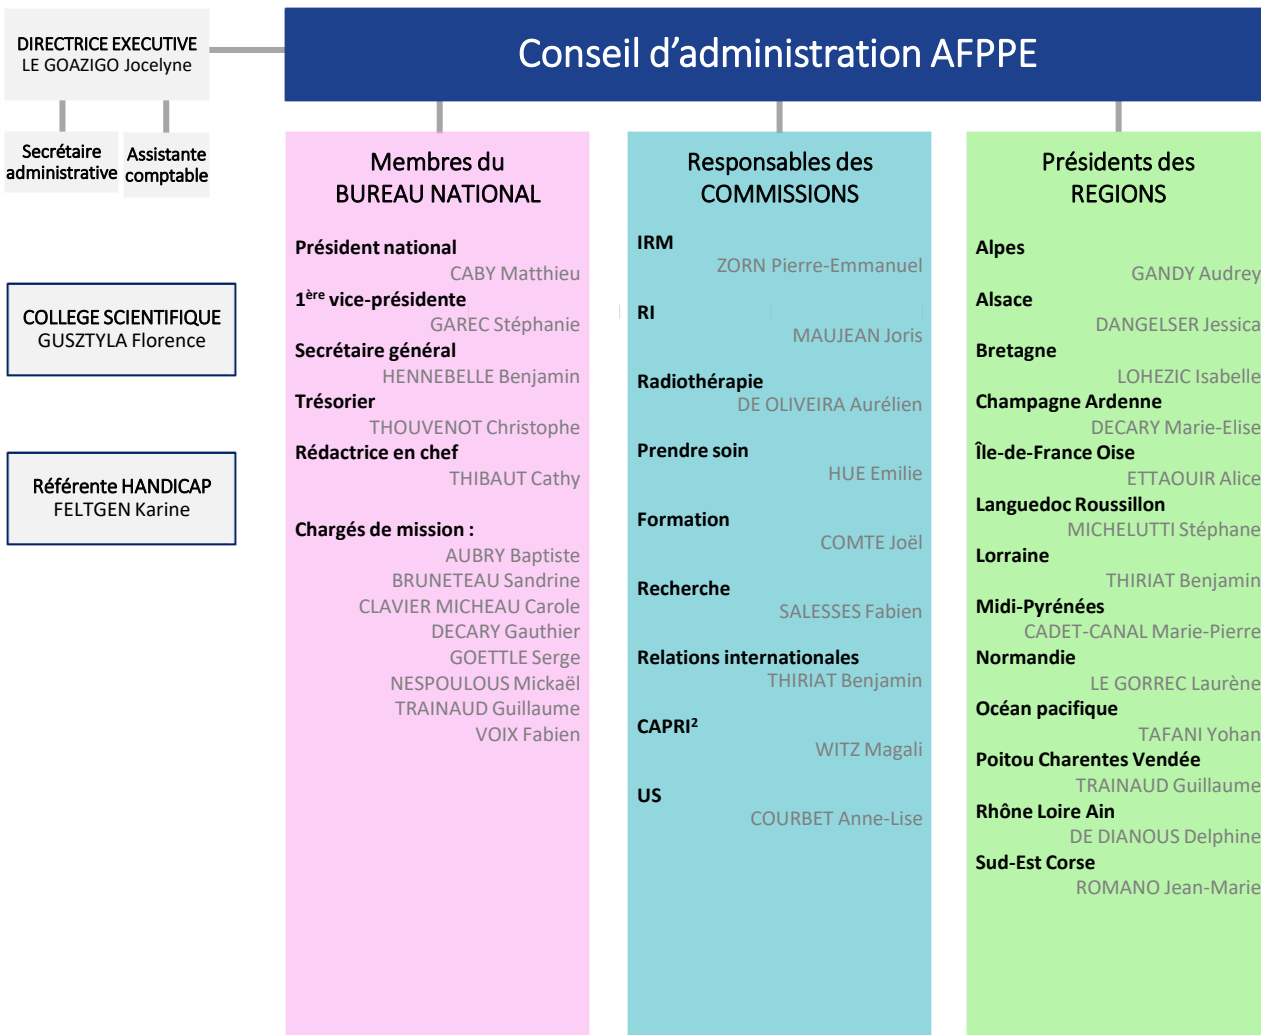 DIRECTRICE EXECUTIVE
LE GOAZIGO Jocelyne
Conseil d’administration AFPPE
Secrétaire
administrative
Assistante
comptable
COLLEGE SCIENTIFIQUE
GUSZTYLA Florence
Référente HANDICAP
FELTGEN Karine
Membres du
BUREAU NATIONAL
Président national
CABY Matthieu
1ère vice-présidente
GAREC Stéphanie
Secrétaire général
HENNEBELLE Benjamin
Trésorier
THOUVENOT Christophe
Rédactrice en chef
THIBAUT Cathy
Chargés de mission :
AUBRY Baptiste
BRUNETEAU Sandrine
CLAVIER MICHEAU Carole
DECARY Gauthier
GOETTLE Serge
NESPOULOUS Mickaël
TRAINAUD Guillaume
VOIX Fabien
Responsables des
COMMISSIONS
IRM
ZORN Pierre-Emmanuel
RI
MAUJEAN Joris
Radiothérapie
DE OLIVEIRA Aurélien
Prendre soin
HUE Emilie
Formation
COMTE Joël
Recherche
SALESSES Fabien
Relations internationales
THIRIAT Benjamin
CAPRI²
WITZ Magali
US
COURBET Anne-Lise
Présidents des
REGIONS
Alpes
GANDY Audrey
Alsace
DANGELSER Jessica
Bretagne
LOHEZIC Isabelle
Champagne Ardenne
DECARY Marie-Elise
Île-de-France Oise
ETTAOUIR Alice
Languedoc Roussillon
MICHELUTTI Stéphane
Lorraine
THIRIAT Benjamin
Midi-Pyrénées
CADET-CANAL Marie-Pierre
Normandie
LE GORREC Laurène
Océan pacifique
TAFANI Yohan
Poitou Charentes Vendée
TRAINAUD Guillaume
Rhône Loire Ain
DE DIANOUS Delphine
Sud-Est Corse
ROMANO Jean-Marie